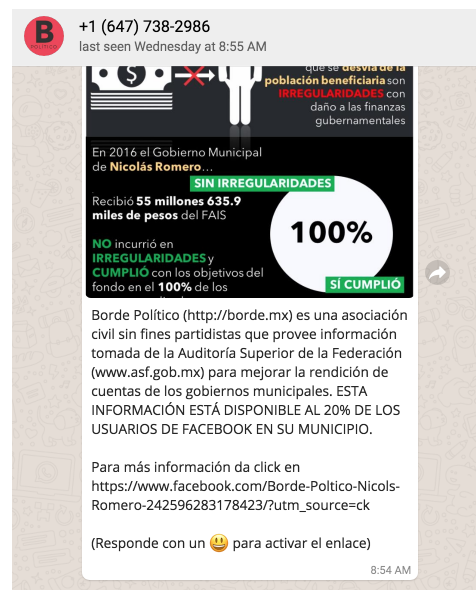 B
POLÍTICO
+1 (647) 738-2986
last seen Wednesday at 8:55 AM
$
que se desvía de la
población beneficiaria son
IRREGULARIDADES con
daño a las finanzas
gubernamentales
En 2016 el Gobierno Municipal
de Nicolás Romero...
SIN IRREGULARIDADES
Recibió 55 millones 635.9
miles de pesos del FAIS
100%
NO incurrió en
IRREGULARIDADES y
CUMPLIÓ con los objetivos del
fondo en el 100% de los
SÍ CUMPLIÓ
Borde Político (http://borde.mx) es una asociación
civil sin fines partidistas que provee información
tomada de la Auditoría Superior de la Federación
(www.asf.gob.mx) para mejorar la rendición de
cuentas de los gobiernos municipales. ESTA
INFORMACIÓN ESTÁ DISPONIBLE AL 20% DE LOS
USUARIOS DE FACEBOOK EN SU MUNICIPIO.
Para más información da click en
https://www.facebook.com/Borde-Poltico-Nicols-
Romero-242596283178423/?utm_source=ck
(Responde con un 😃 para activar el enlace)
8:54 AM